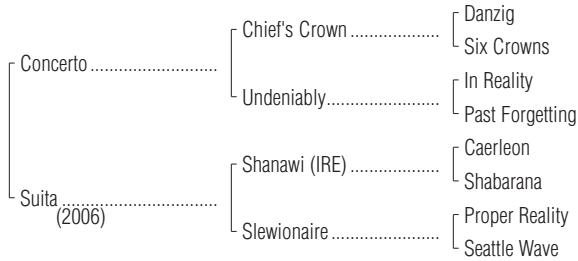 Concerto ..........................
Chief's Crown ..................
Danzig
Six Crowns
Undeniably.......................
In Reality
Past Forgetting
Suita ................................
(2006)
Shanawi (IRE) ..................
Caerleon
Shabarana
Slewionaire ......................
Proper Reality
Seattle Wave